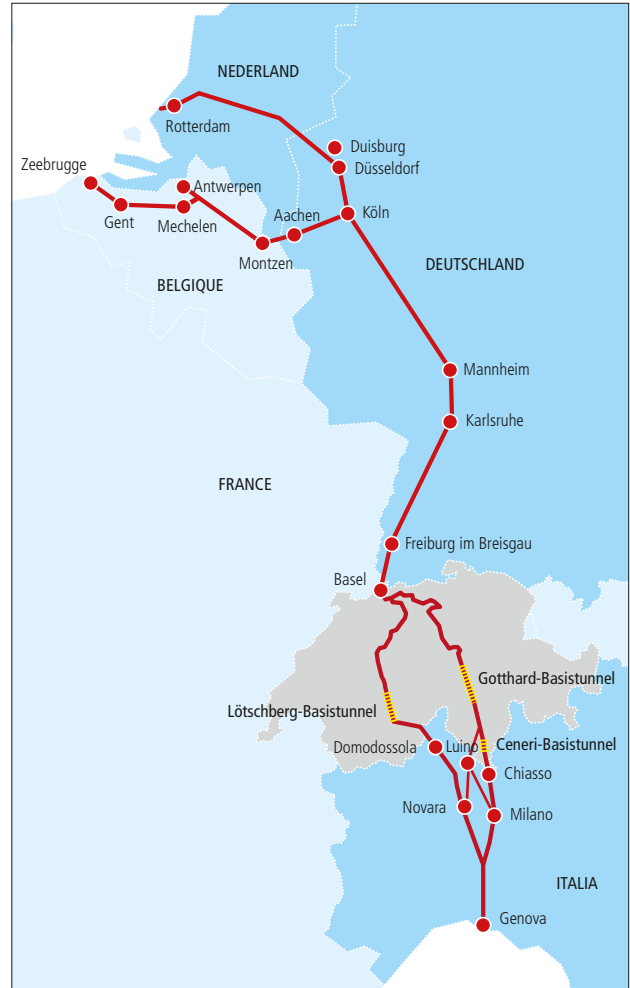 NEDERLAND
Rotterdam
Duisburg
Zeebrugge
Düsseldorf
Antwerpen
Aachen
Köln
Gent
Mechelen
Montzen
DEUTSCHLAND
BELGIQUE
Mannheim
Karlsruhe
FRANCE
Freiburg im Breisgau
Basel
Gotthard-Basistunnel
Lötschberg-Basistunnel
Domodossola
Luino
Ceneri-Basistunnel
Chiasso
Novara
Milano
ITALIA
Genova